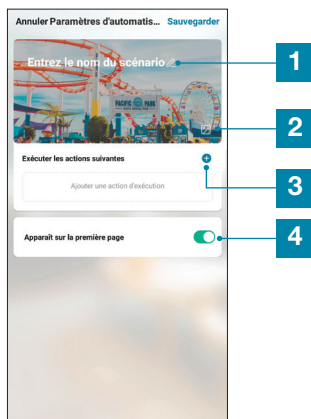 Annuler Paramètres d'automatis... Sauvegarder
Entrez le nom du scénario
1
PACIFIC PARK
2
Exécuter les actions suivantes
3
Ajouter une action d'exécution
Apparaît sur la première page
4